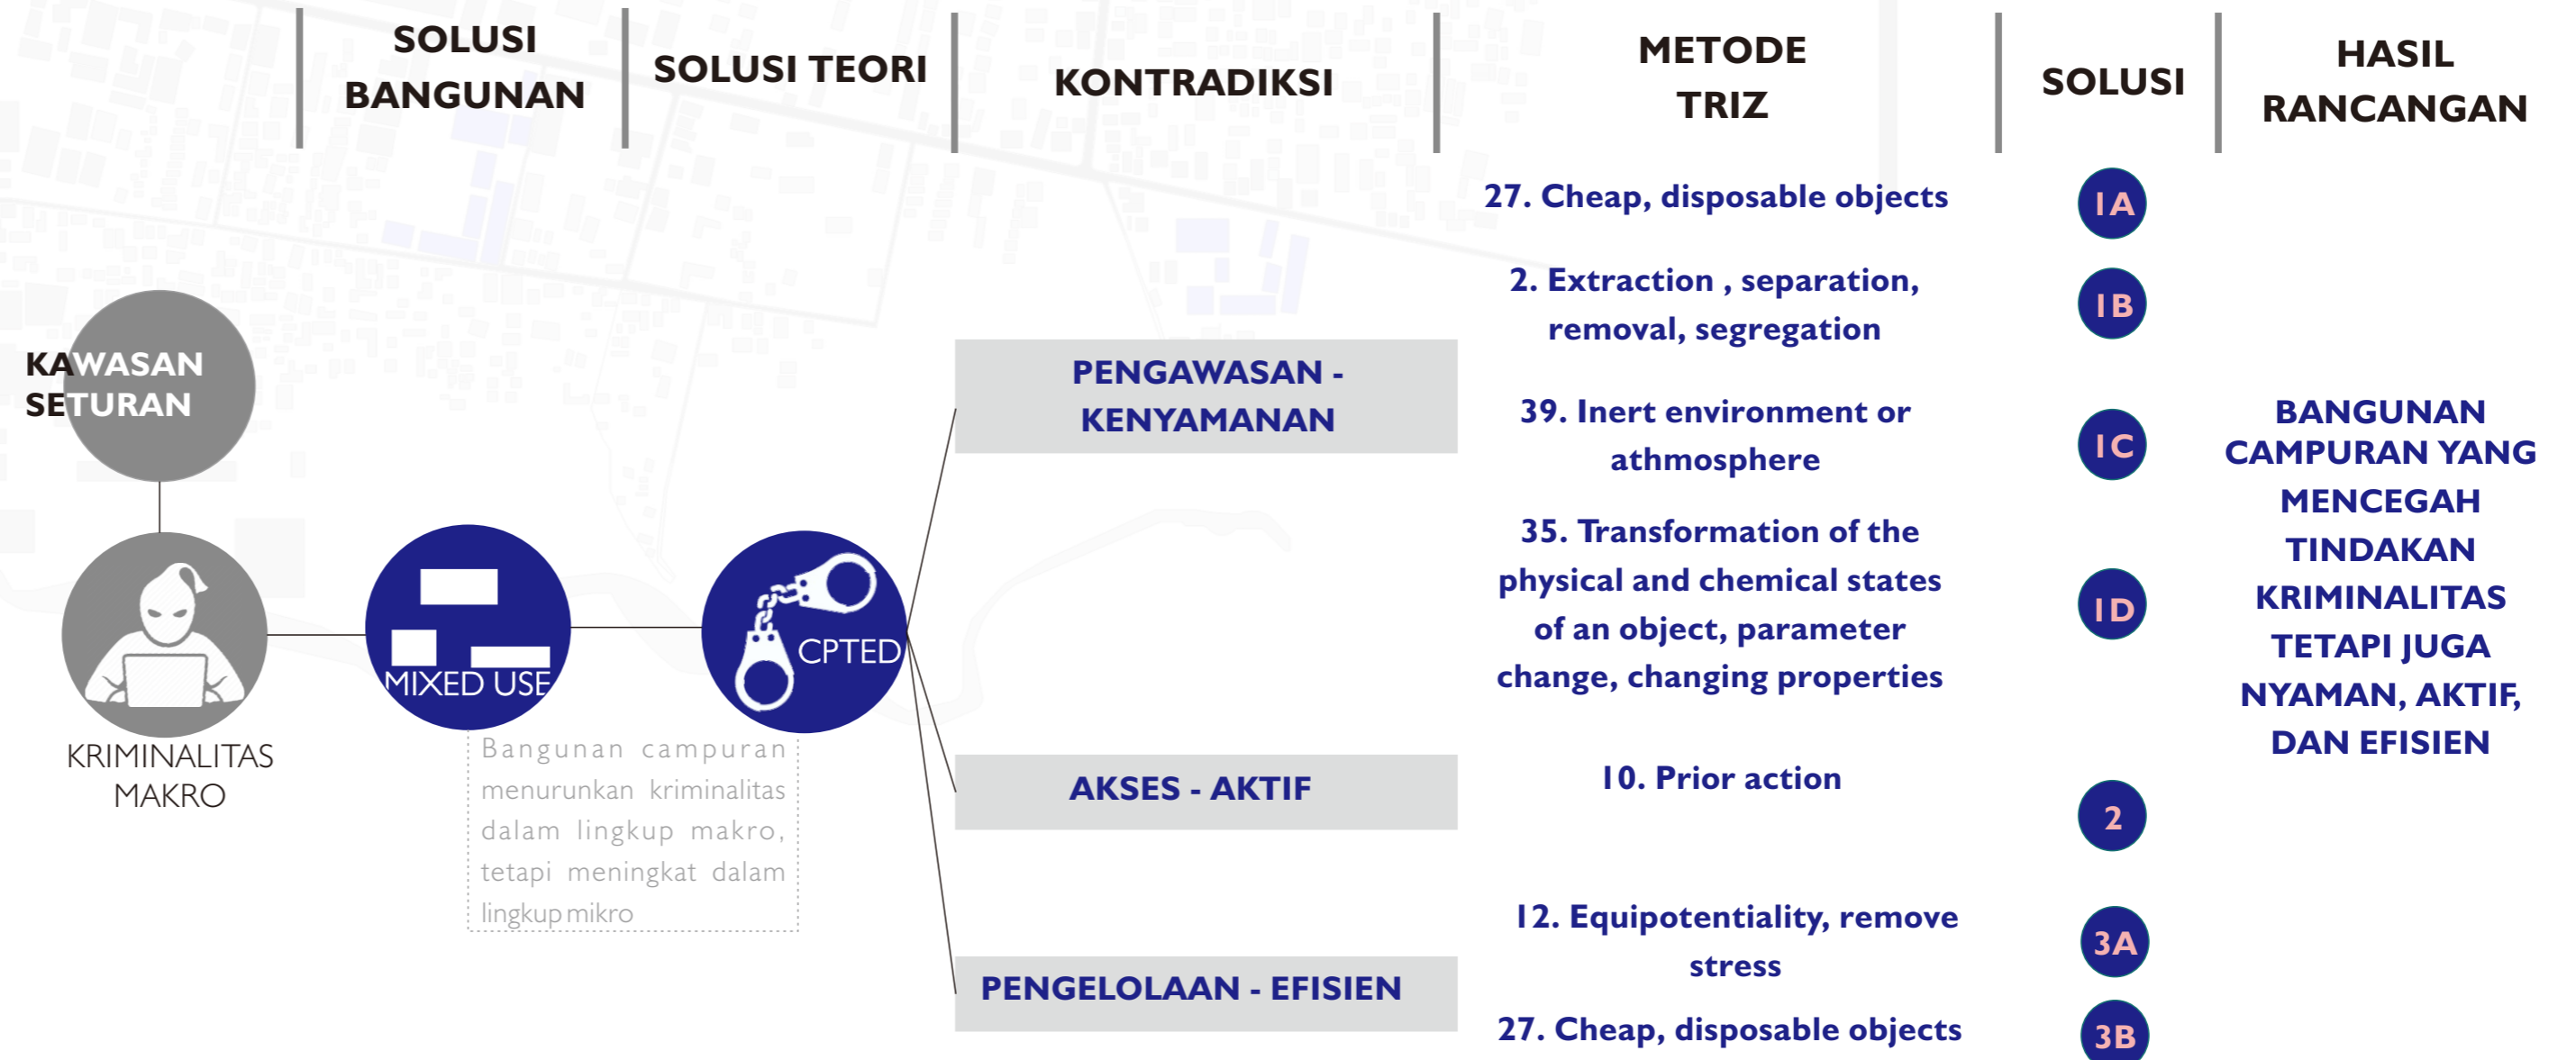 SOLUSI
BANGUNAN
SOLUSI TEORI
KONTRADIKSI
METODE
TRIZ
SOLUSI
HASIL
RANCANGAN
KAWASAN
SETURAN
KRIMINALITAS
MAKRO
MIXED USE
Bangunan campuran
menurunkan kriminalitas
dalam lingkup makro,
tetapi meningkat dalam
lingkup mikro
CPTED
PENGAWASAN -
KENYAMANAN
AKSES - AKTIF
PENGELOLAAN - EFISIEN
27. Cheap, disposable objects
2. Extraction , separation,
removal, segregation
39. Inert environment or
athmosphere
35. Transformation of the
physical and chemical states
of an object, parameter
change, changing properties
10. Prior action
12. Equipotentiality, remove
stress
27. Cheap, disposable objects
1A
1B
1C
1D
2
3A
3B
BANGUNAN
CAMPURAN YANG
MENCEGAH
TINDAKAN
KRIMINALITAS
TETAPI JUGA
NYAMAN, AKTIF,
DAN EFISIEN